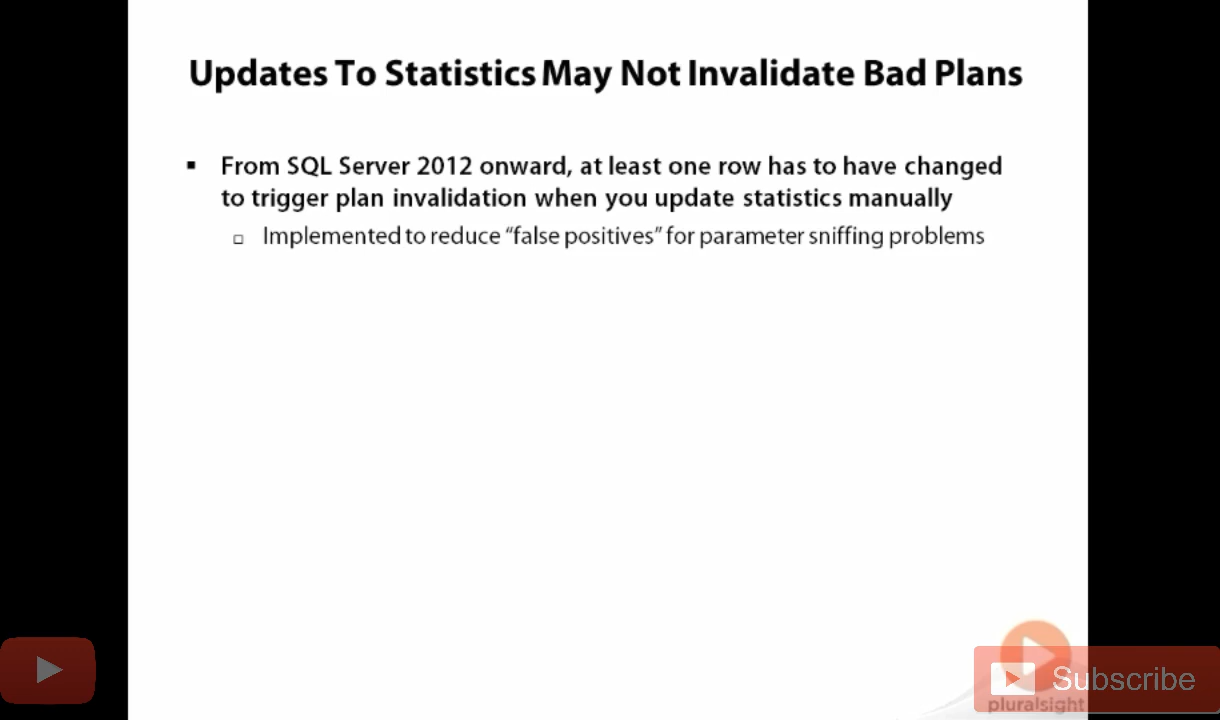 Updates To Statistics May Not Invalidate Bad Plans
▪ From SQL Server 2012 onward, at least one row has to have changed
to trigger plan invalidation when you update statistics manually
▫ Implemented to reduce “false positives” for parameter sniffing problems
Subscribe
pluralsight